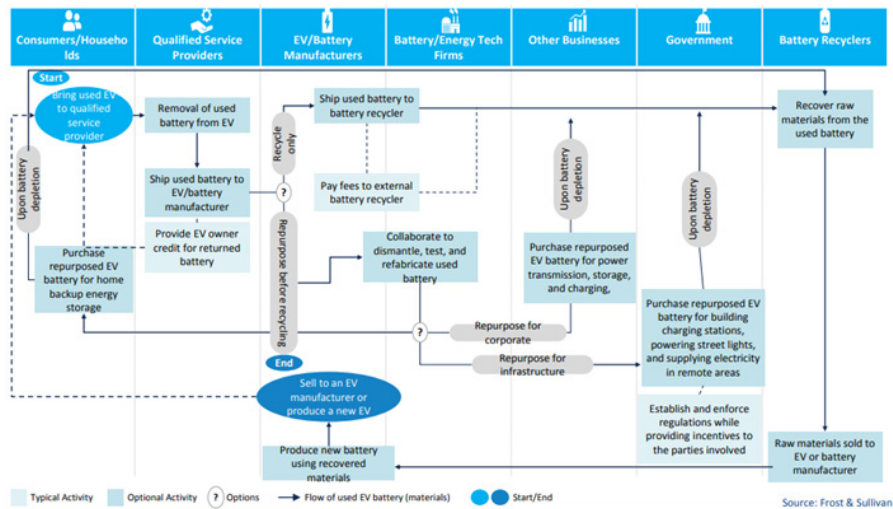 Consumers/Househo
lds
Qualified Service
Providers
EV/Battery
Manufacturers
Battery/Energy Tech
Firms
Other Businesses
Government
Battery Recyclers
Start
Bring used EV
to qualified
service
provider
Removal of used
battery from EV
Ship used battery to
EV/battery
manufacturer
Provide EV owner
credit for returned
battery
Upon battery
depletion
Purchase
repurposed EV
battery for home
backup energy
storage
Recycle
only
?
Repurpose before
recycling
Ship used battery to
battery recycler
Pay fees to external
battery recycler
Collaborate to
dismantle, test, and
refabricate used
battery
?
Repurpose for
corporate
Repurpose for
infrastructure
Upon battery
depletion
Purchase repurposed
EV battery for power
transmission, storage,
and charging,
Upon battery
depletion
Purchase repurposed EV
battery for building
charging stations,
powering street lights,
and supplying electricity
in remote areas
Establish and enforce
regulations while
providing incentives to
the parties involved
Recover raw
materials from the
used battery
Raw materials sold to
EV or battery
manufacturer
Produce new battery
using recovered
materials
End
Sell to an EV
manufacturer or
produce a new EV
Typical Activity
Optional Activity
?
Options
Flow of used EV battery (materials)
Start/End
Source: Frost & Sullivan